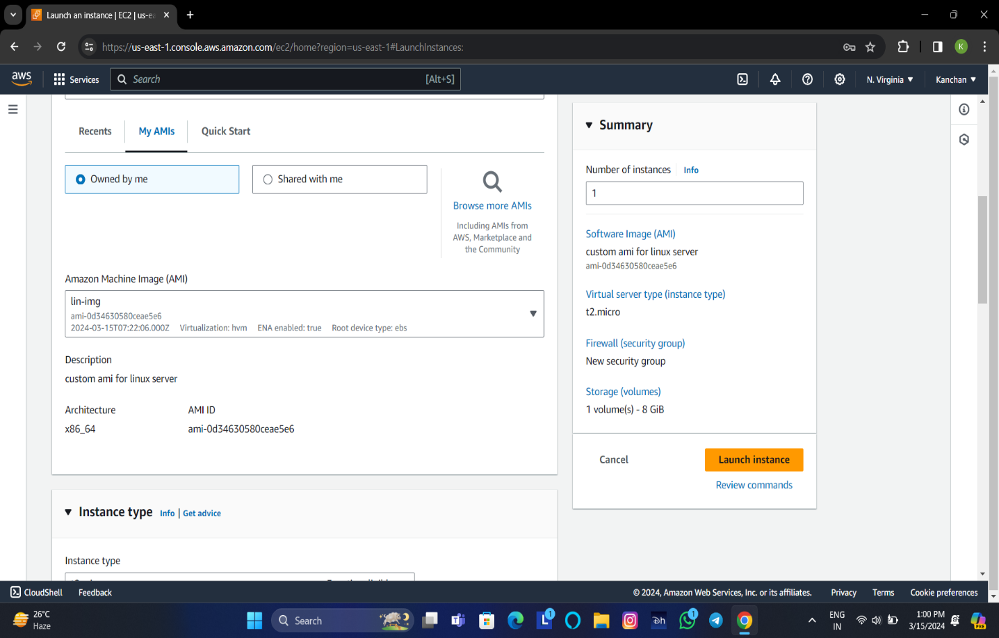 Launch an instance | EC2 | us-ea
https://us-east-1.console.aws.amazon.com/ec2/home?region=us-east-1#LaunchInstances:
K
aws
Services
Search
[Alt+S]
N. Virginia
Kanchan
Recents
My AMIs
Quick Start
Owned by me
Shared with me
Browse more AMIs
Including AMIs from
AWS, Marketplace and
the Community
Amazon Machine Image (AMI)
lin-img
ami-0d34630580ceae5e6
2024-03-15T07:22:06.000Z Virtualization: hvm ENA enabled: true Root device type: ebs
Description
custom ami for linux server
Architecture
AMI ID
x86_64
ami-0d34630580ceae5e6
Instance type
Info | Get advice
Instance type
Summary
Number of instances
Info
1
Software Image (AMI)
custom ami for linux server
ami-0d34630580ceae5e6
Virtual server type (instance type)
t2.micro
Firewall (security group)
New security group
Storage (volumes)
1 volume(s) - 8 GiB
Cancel
Launch instance
Review commands
CloudShell
Feedback
© 2024, Amazon Web Services, Inc. or its affiliates.
Privacy
Terms
Cookie preferences
26°C
Haze
Search
1
L
Dh
1
ENG
IN
1:00 PM
3/15/2024
PRE